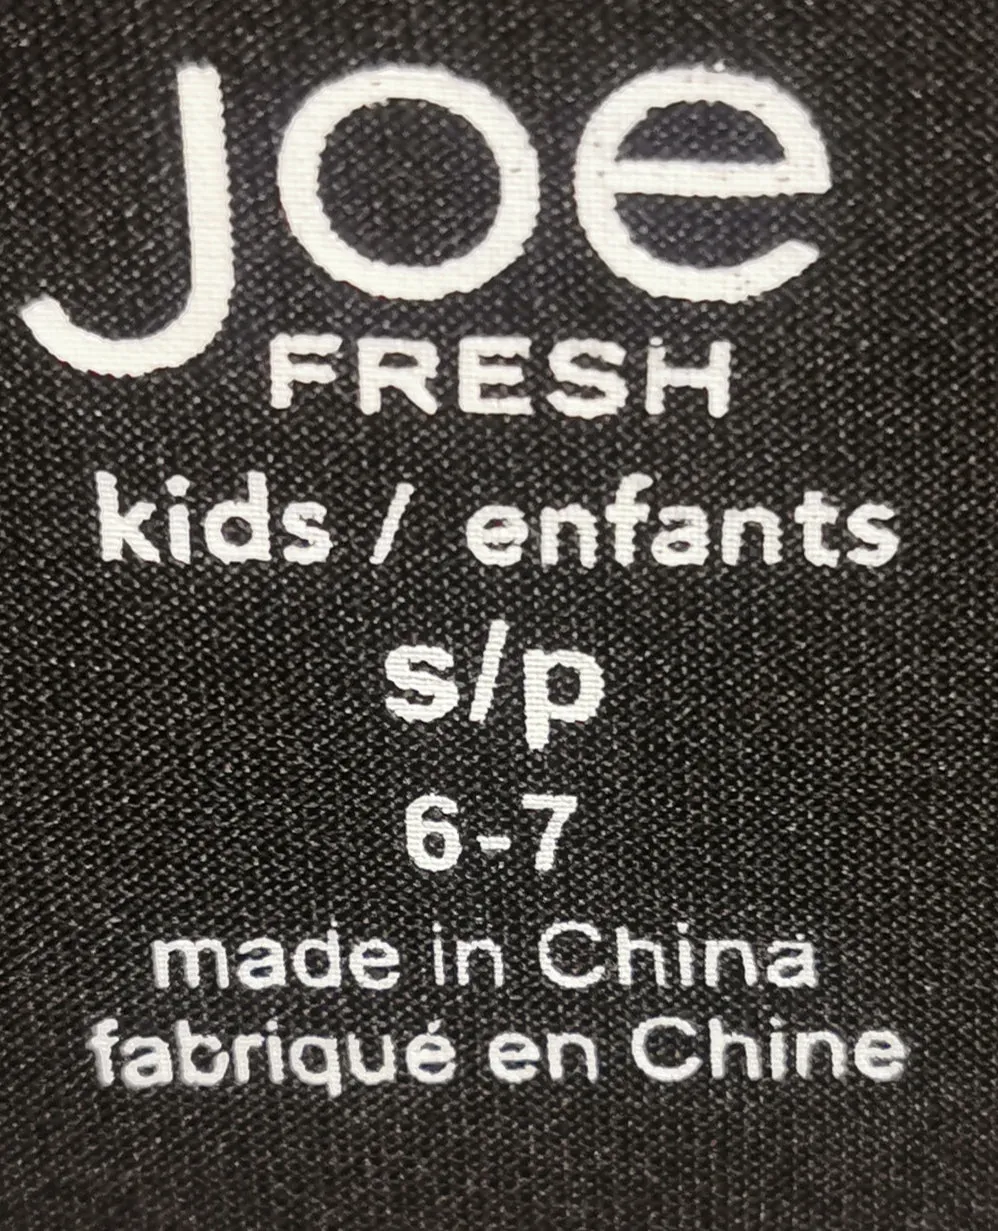 Joe
FRESH
kids / enfants
s/p
6-7
made in China
fabriqué en Chine